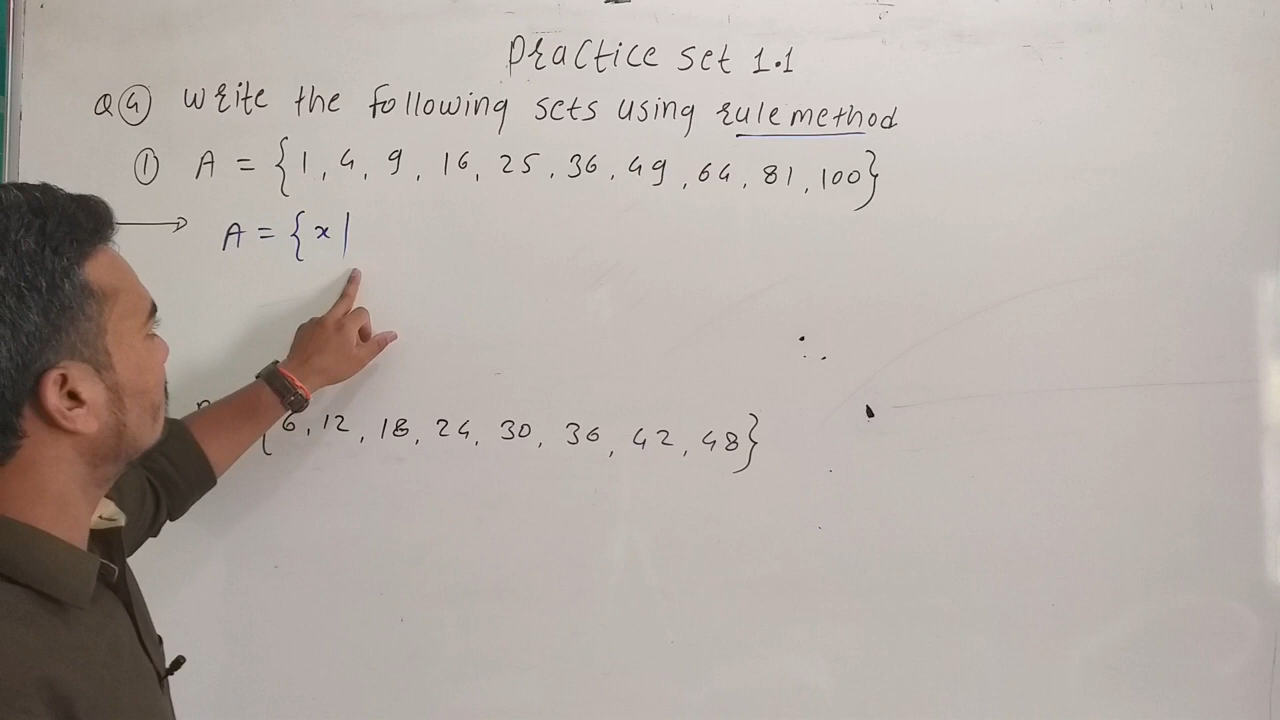 Practice set 1.1
Q④ write the following sets using rule method
① A = {1, 4, 9, 16, 25, 36, 49, 64, 81, 100}
→ A = {x |
{6, 12, 18, 24, 30, 36, 42, 48}